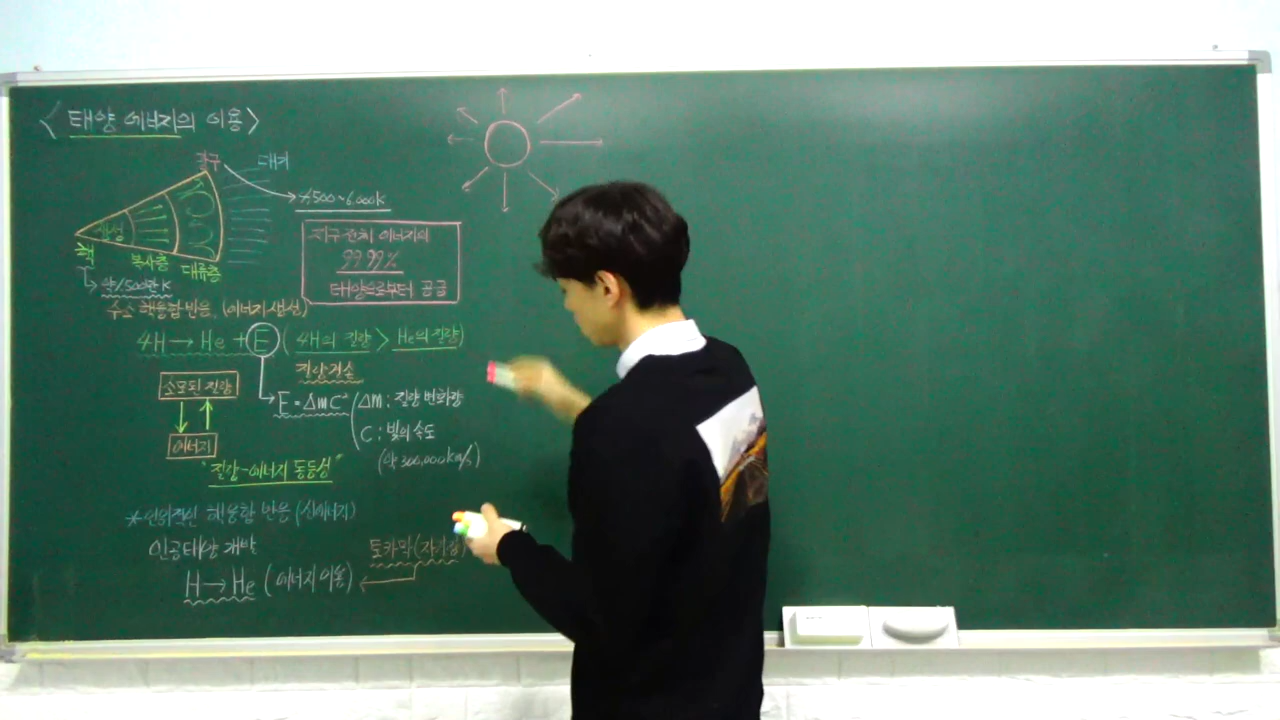 <태양 에너지의 이용>
광구
대기
5,500~6,000K
핵
복사층
대류층
약 1,500만K
지구 전체 에너지의
99.99%
태양으로부터 공급
수소 핵융합 반응 (에너지 생성)
4H → He + E (4H의 질량 > He의 질량)
질량 결손
소모된 질량
에너지
E = Δmc²
Δm : 질량 변화량
C : 빛의 속도
(약 300,000km/s)
"질량-에너지 동등성"
* 인위적인 핵융합 반응 (신에너지)
인공태양 개발
토카막(자기장)
H → He (에너지 이용)